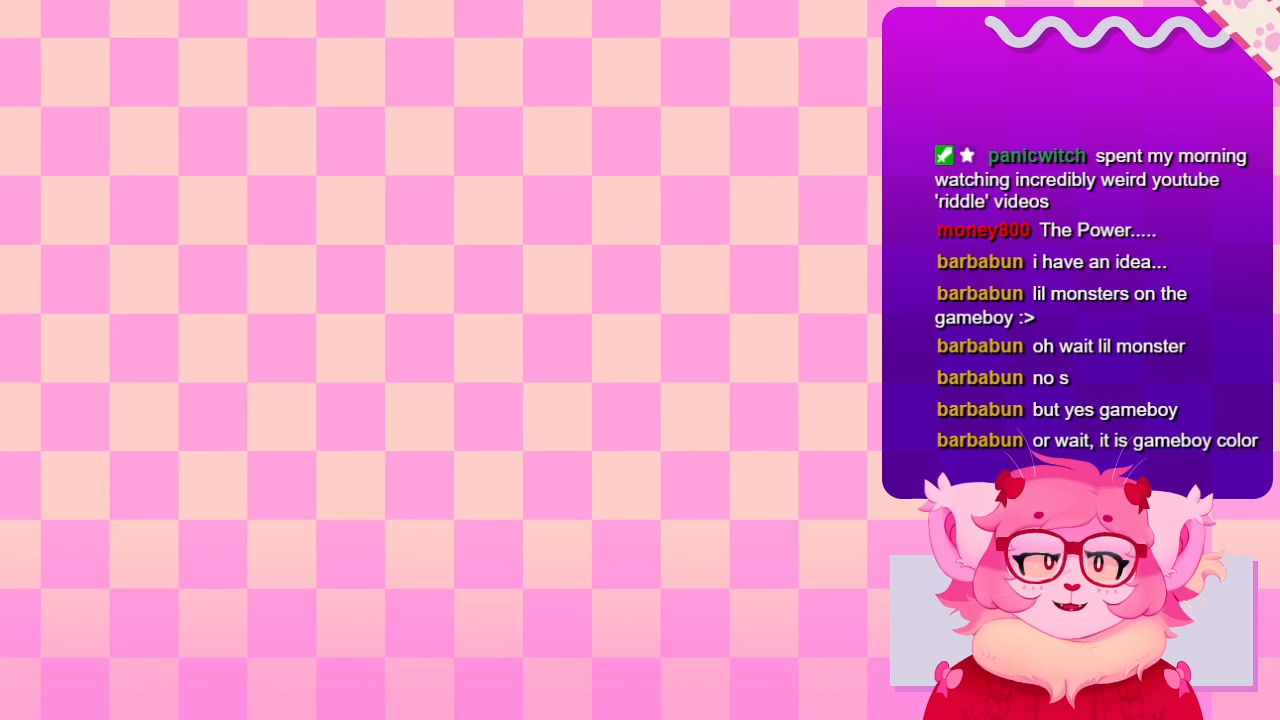 panicwitch spent my morning
watching incredibly weird youtube
'riddle' videos
money800 The Power.....
barbabun i have an idea...
barbabun lil monsters on the
gameboy :>
barbabun oh wait lil monster
barbabun no s
barbabun but yes gameboy
barbabun or wait, it is gameboy color